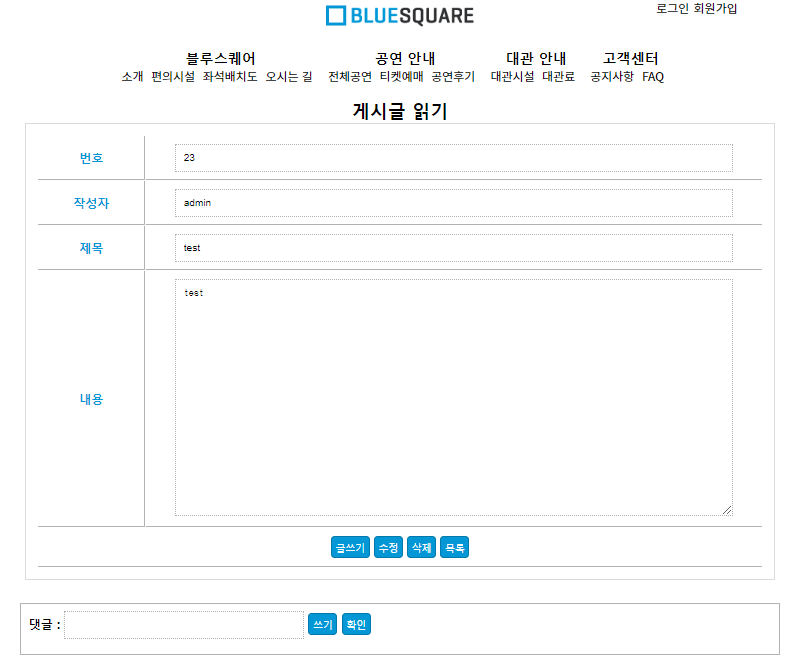 BLUESQUARE
로그인 회원가입
블루스퀘어 공연 안내 대관 안내 고객센터
소개 편의시설 좌석배치도 오시는 길 전체공연 티켓예매 공연후기 대관시설 대관료 공지사항 FAQ
게시글 읽기
번호 23
작성자 admin
제목 test
내용 test
글쓰기 수정 삭제 목록
댓글 : 쓰기 확인